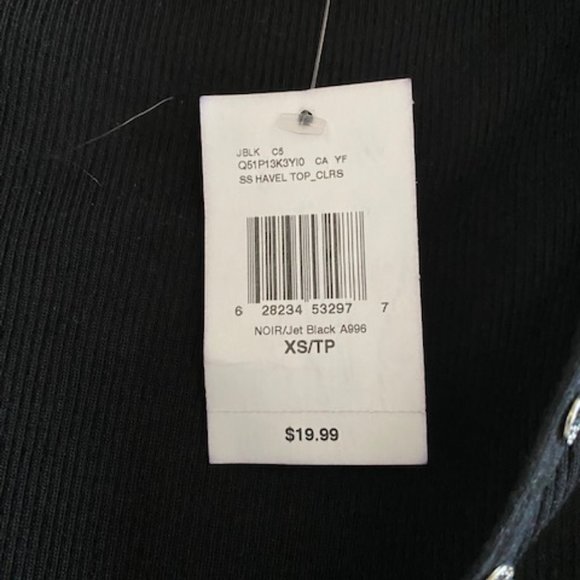 JBLK C5
Q51P13K3YI0 CA YF
SS HAVEL TOP_CLRS
6 28234 53297 7
NOIR/Jet Black A996
XS/TP
$19.99